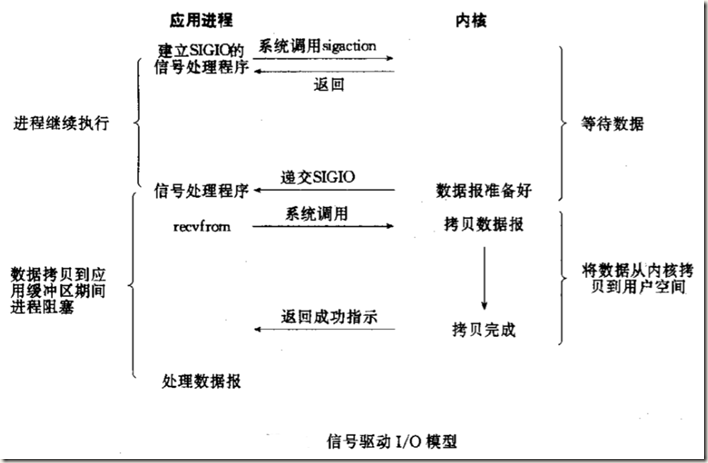 应用进程
内核
建立SIGIO的
信号处理程序
系统调用sigaction
返回
进程继续执行
等待数据
递交SIGIO
信号处理程序
数据报准备好
recvfrom
系统调用
拷贝数据报
数据拷贝到应
用缓冲区期间
进程阻塞
将数据从内核拷
贝到用户空间
返回成功指示
拷贝完成
处理数据报
信号驱动 I/O 模型